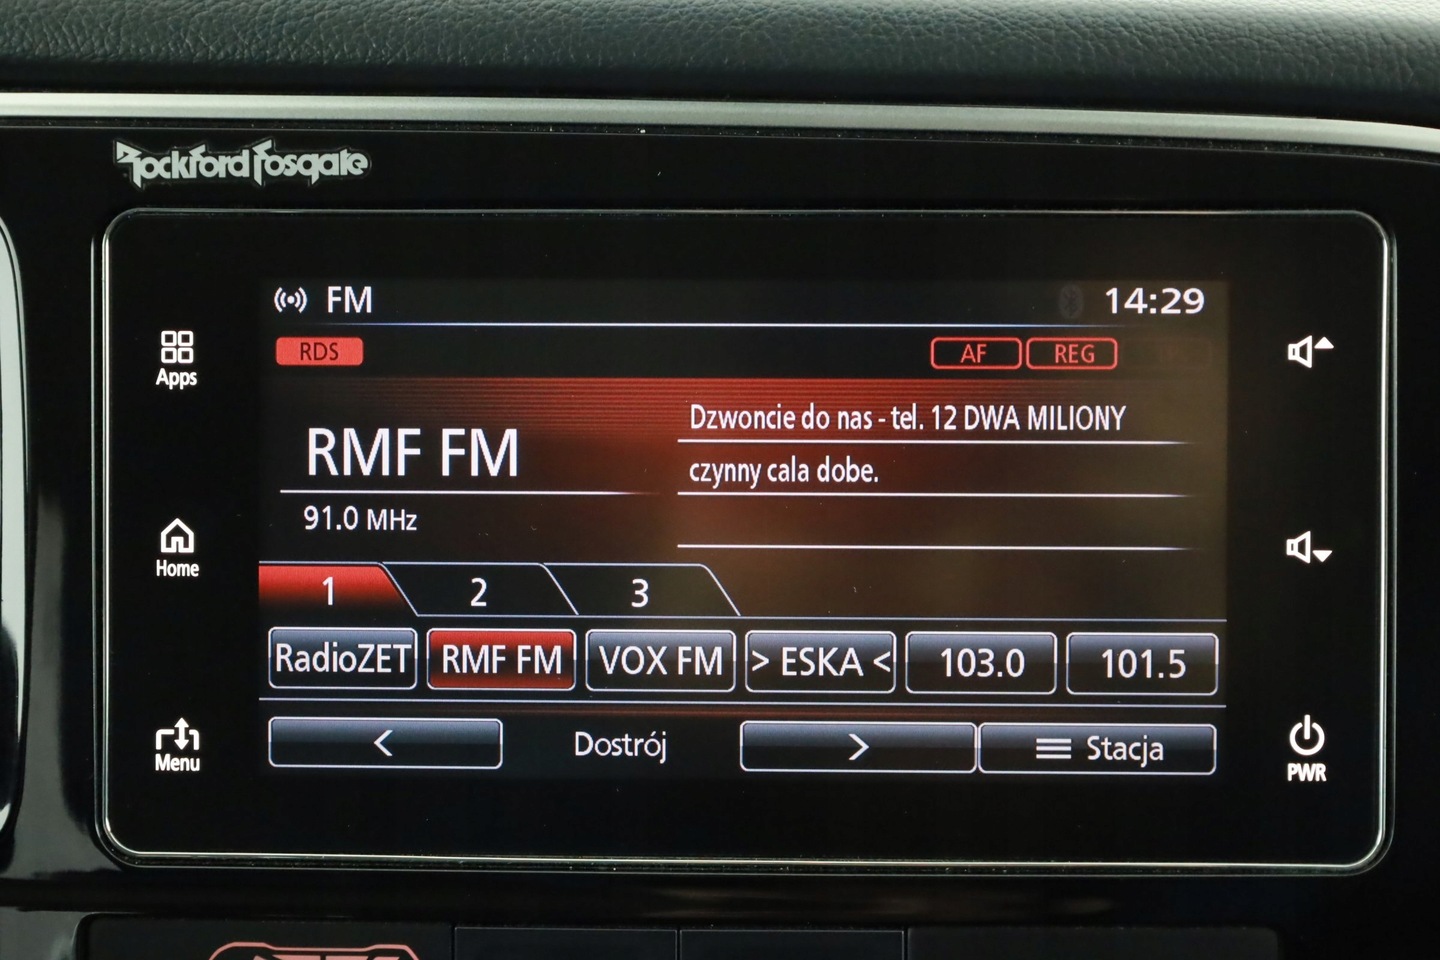 Rockford Fosgate
FM
14:29
RDS
AF
REG
Apps
RMF FM
Dzwoncie do nas - tel. 12 DWA MILIONY
czynny cala dobe.
91.0 MHz
Home
1
2
3
RadioZET
RMF FM
VOX FM
> ESKA <
103.0
101.5
<
Dostrój
>
Stacja
Menu
PWR